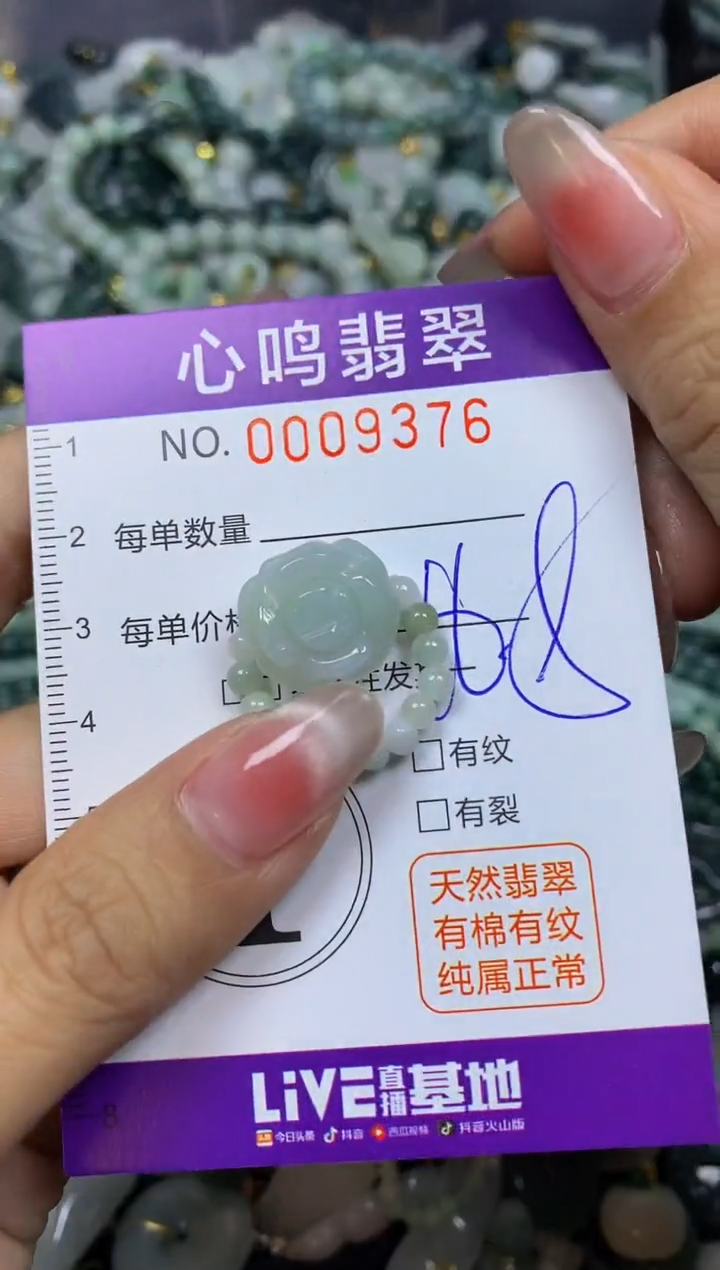 心鸣翡翠
NO. 0009376
1
2
每单数量
3
每单价格
4
有纹
有裂
天然翡翠
有棉有纹
纯属正常
8
LiVE直播基地
今日头条 抖音 西瓜视频 抖音火山版